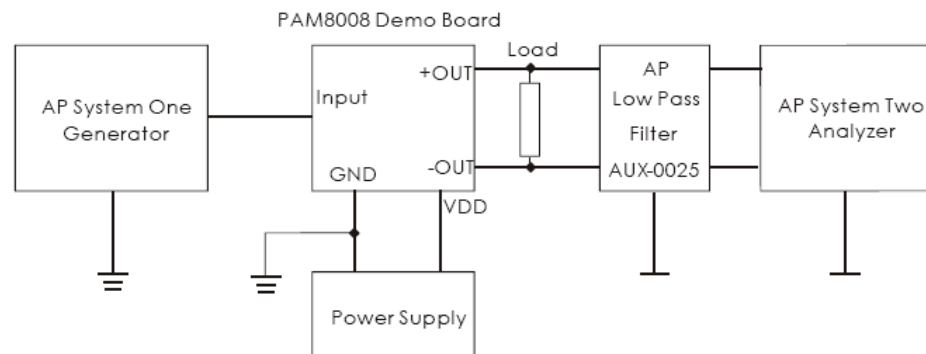 PAM8008 Demo Board
AP System One
Generator
Input
GND
+OUT
-OUT
VDD
Load
AP
Low Pass
Filter
AUX-0025
AP System Two
Analyzer
Power Supply